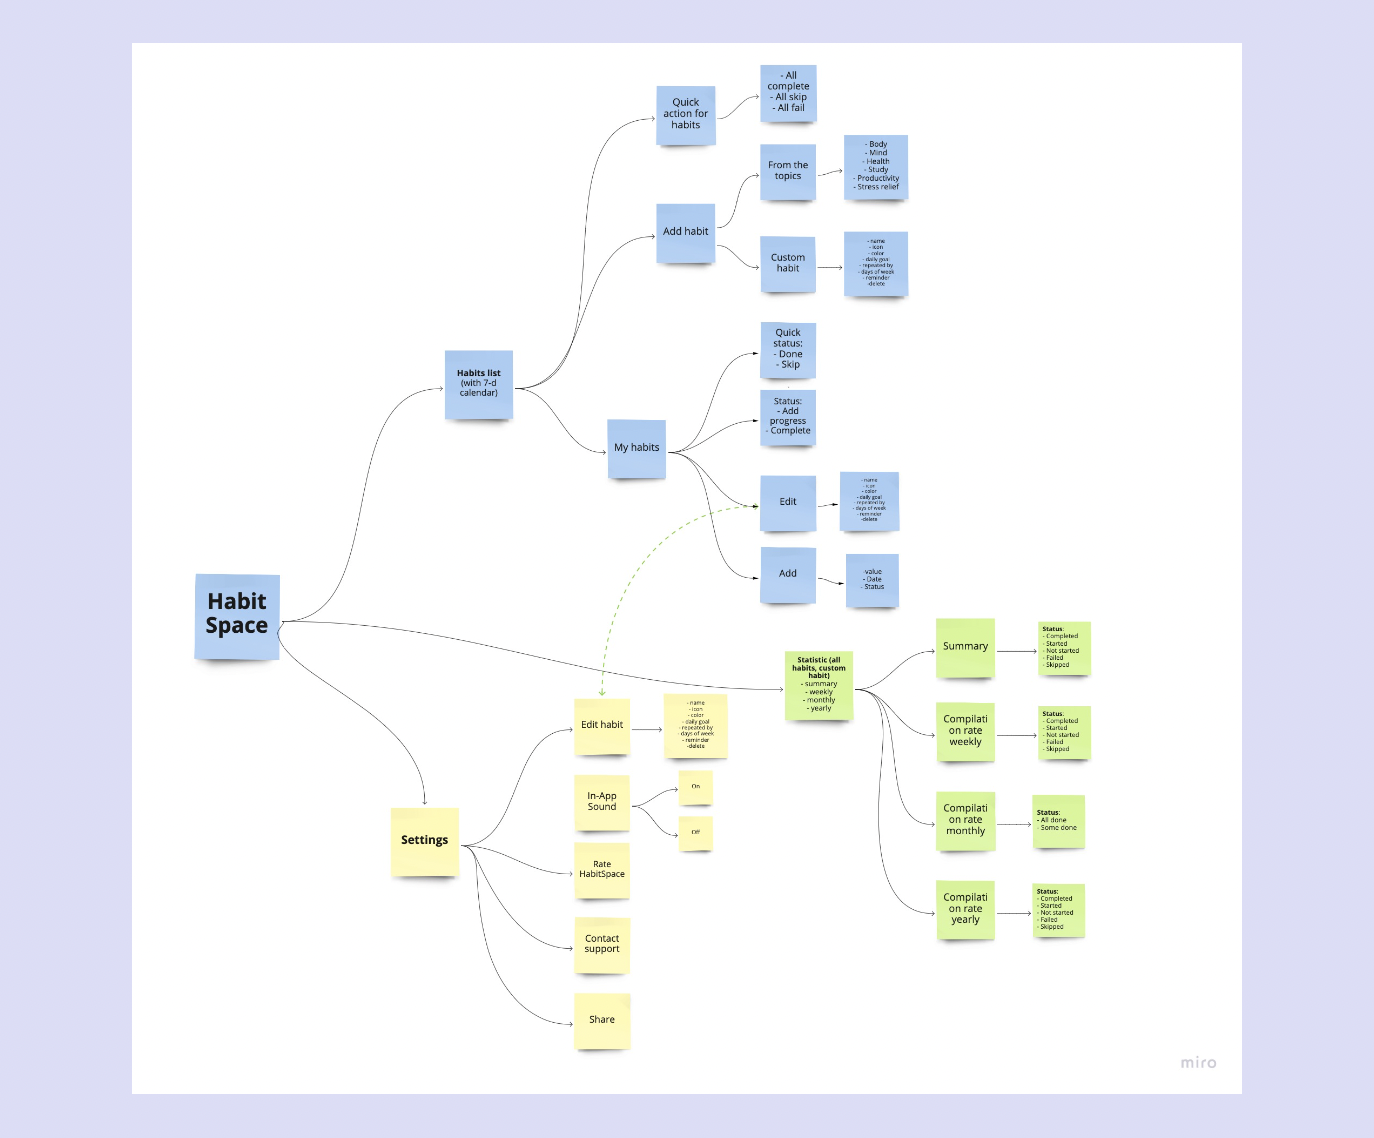 - All
complete
- All skip
- All fail
Quick
action for
habits
- Body
- Mind
- Health
- Study
- Productivity
- Stress relief
From the
topics
Add habit
Custom
habit
- name
- icon
- color
- daily goal
- repeated by
- days of week
- reminder
-delete
Quick
status:
- Done
- Skip
Habits list
(with 7-d
calendar)
Status:
- Add
progress
- Complete
My habits
Edit
- name
- icon
- color
- daily goal
- repeated by
- days of week
- reminder
-delete
Add
-value
- Date
- Status
Habit
Space
Summary
Status:
- Completed
- Started
- Not started
- Failed
- Skipped
Statistic (all
habits, custom
habit)
- summary
- weekly
- monthly
- yearly
Edit habit
- name
- icon
- color
- daily goal
- repeated by
- days of week
- reminder
-delete
Compilati
on rate
weekly
Status:
- Completed
- Started
- Not started
- Failed
- Skipped
In-App
Sound
On
Off
Compilati
on rate
monthly
Status:
- All done
- Some done
Settings
Rate
HabitSpace
Compilati
on rate
yearly
Status:
- Completed
- Started
- Not started
- Failed
- Skipped
Contact
support
Share
miro